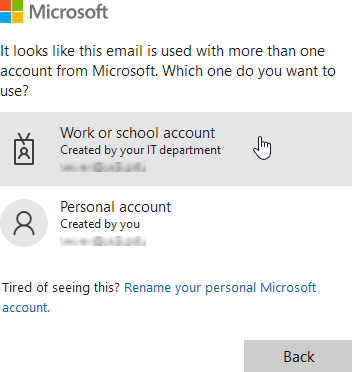 Microsoft
It looks like this email is used with more than one
account from Microsoft. Which one do you want to
use?
Work or school account
Created by your IT department
Personal account
Created by you
Tired of seeing this? Rename your personal Microsoft
account.
Back